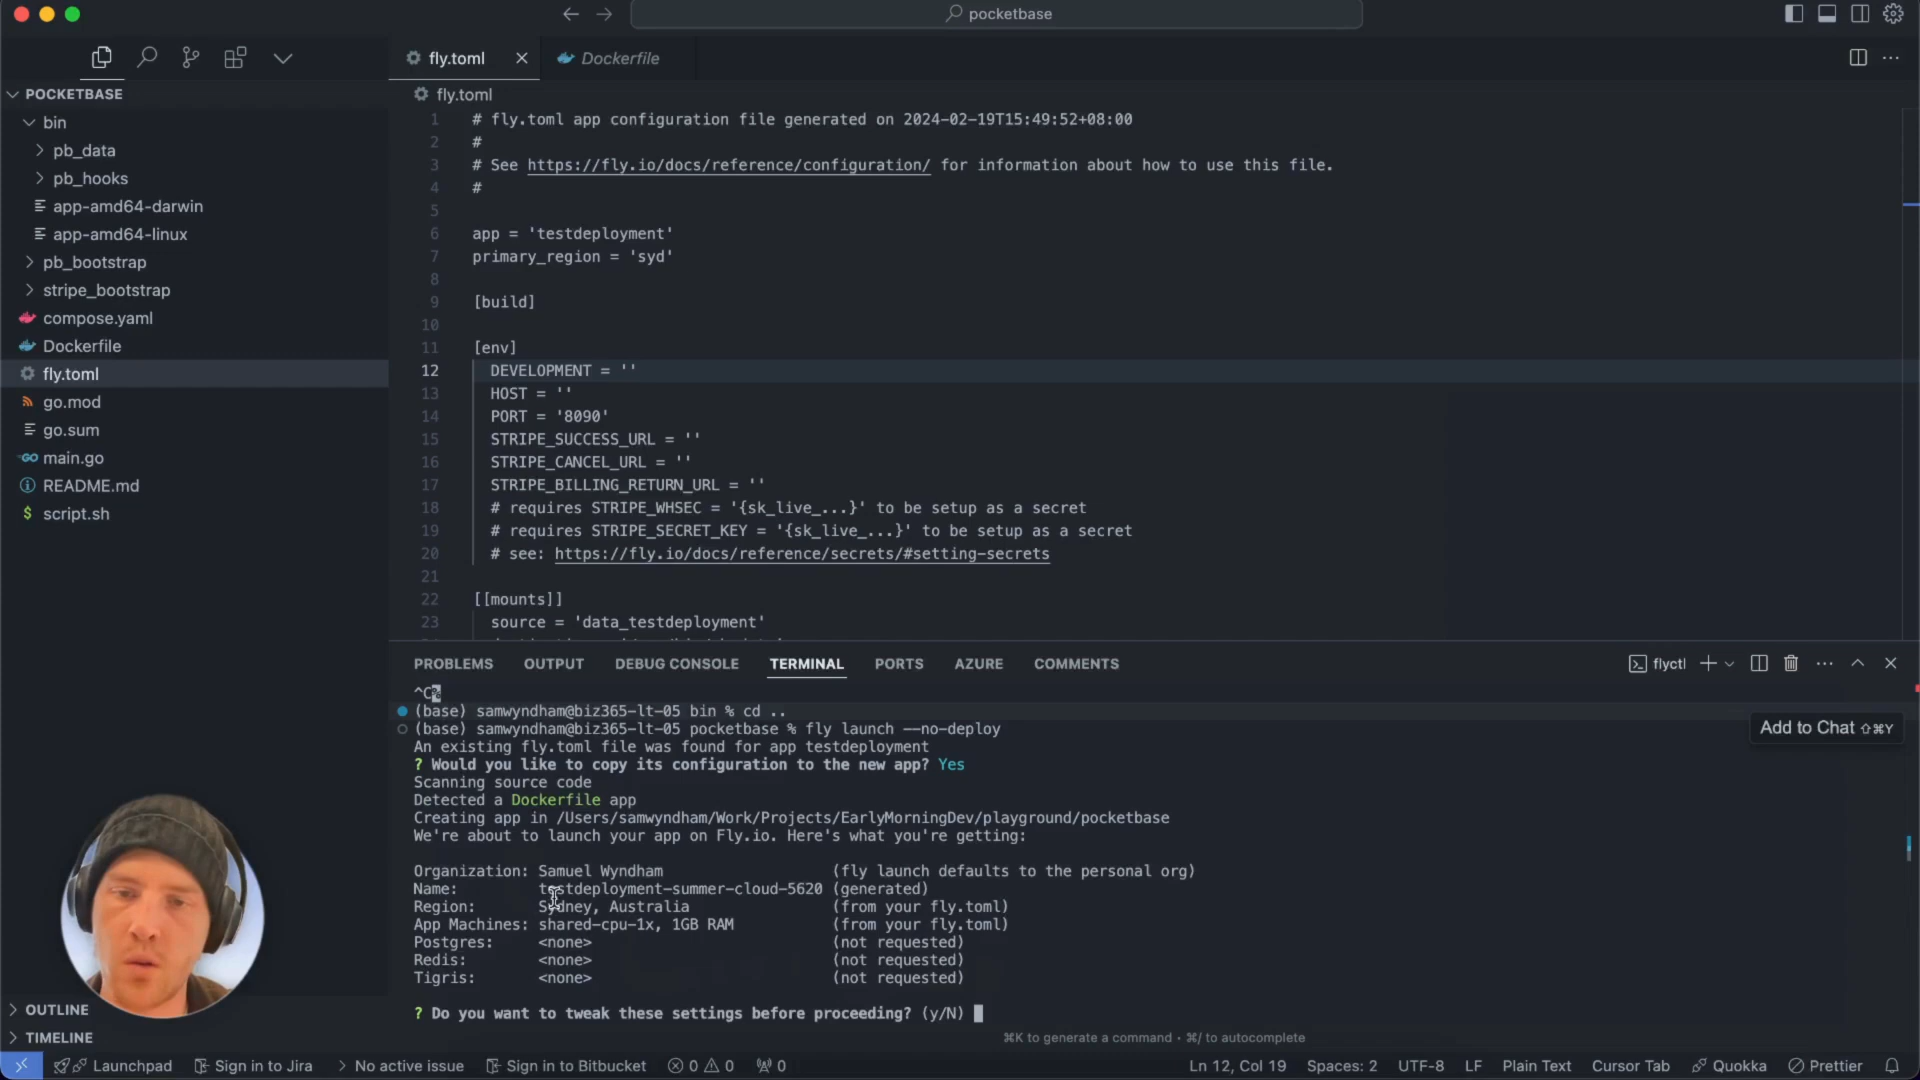 pocketbase
fly.toml
Dockerfile
POCKETBASE
bin
pb_data
pb_hooks
app-amd64-darwin
app-amd64-linux
pb_bootstrap
stripe_bootstrap
compose.yaml
Dockerfile
fly.toml
go.mod
go.sum
main.go
README.md
script.sh
OUTLINE
TIMELINE
fly.toml
1 # fly.toml app configuration file generated on 2024-02-19T15:49:52+08:00
2 #
3 # See https://fly.io/docs/reference/configuration/ for information about how to use this file.
4 #
5
6 app = 'testdeployment'
7 primary_region = 'syd'
8
9 [build]
10
11 [env]
12 DEVELOPMENT = ''
13 HOST = ''
14 PORT = '8090'
15 STRIPE_SUCCESS_URL = ''
16 STRIPE_CANCEL_URL = ''
17 STRIPE_BILLING_RETURN_URL = ''
18 # requires STRIPE_WHSEC = '{sk_live_...}' to be setup as a secret
19 # requires STRIPE_SECRET_KEY = '{sk_live_...}' to be setup as a secret
20 # see: https://fly.io/docs/reference/secrets/#setting-secrets
21
22 [[mounts]]
23 source = 'data_testdeployment'
PROBLEMS OUTPUT DEBUG CONSOLE TERMINAL PORTS AZURE COMMENTS
flyctl
^C%
(base) samwyndham@biz365-lt-05 bin % cd ..
(base) samwyndham@biz365-lt-05 pocketbase % fly launch --no-deploy
Add to Chat ⇧⌘Y
An existing fly.toml file was found for app testdeployment
? Would you like to copy its configuration to the new app? Yes
Scanning source code
Detected a Dockerfile app
Creating app in /Users/samwyndham/Work/Projects/EarlyMorningDev/playground/pocketbase
We're about to launch your app on Fly.io. Here's what you're getting:
Organization: Samuel Wyndham (fly launch defaults to the personal org)
Name: testdeployment-summer-cloud-5620 (generated)
Region: Sydney, Australia (from your fly.toml)
App Machines: shared-cpu-1x, 1GB RAM (from your fly.toml)
Postgres: <none> (not requested)
Redis: <none> (not requested)
Tigris: <none> (not requested)
? Do you want to tweak these settings before proceeding? (y/N)
⌘K to generate a command · ⌘/ to autocomplete
Launchpad Sign in to Jira No active issue Sign in to Bitbucket 0 0 0 Ln 12, Col 19 Spaces: 2 UTF-8 LF Plain Text Cursor Tab Quokka Prettier